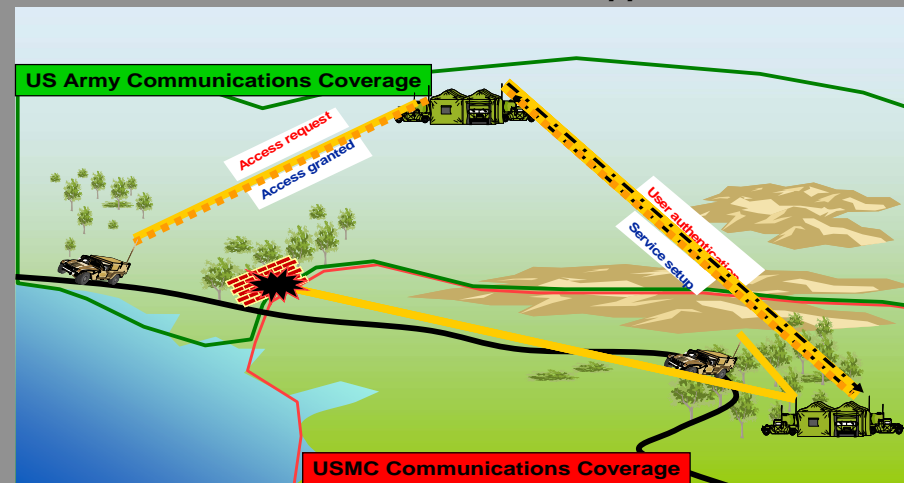 US Army Communications Coverage
Access request
Access granted
User authentication
Service setup
USMC Communications Coverage